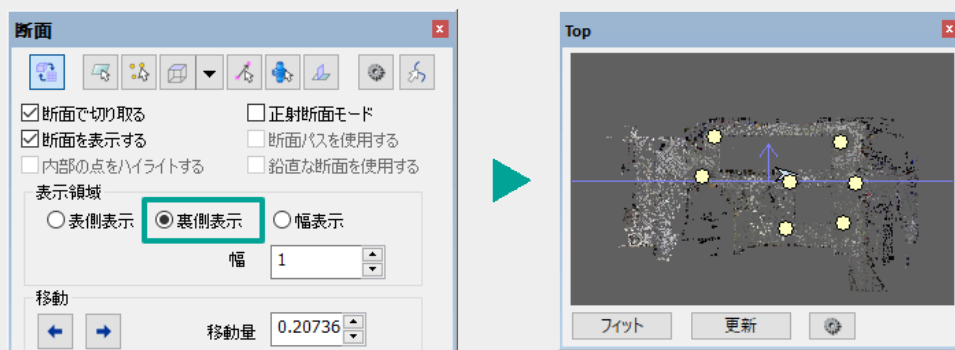 断面
断面で切り取る
正射断面モード
断面を表示する
断面パスを使用する
内部の点をハイライトする
鉛直な断面を使用する
表示領域
表側表示
裏側表示
幅表示
幅
1
移動
移動量
0.20736
Top
フィット
更新